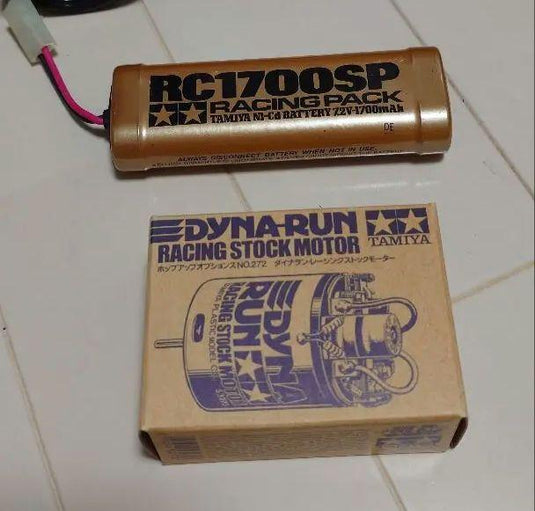 RC1700SP
RACING PACK
TAMIYA Ni-Cd BATTERY 7.2V-1700mAh
DE
ALWAYS DISCONNECT BATTERY WHEN NOT IN USE.
DYNA-RUN
RACING STOCK MOTOR
TAMIYA
ホップアップオプションズNO.272 ダイナラン・レーシングストックモーター
DYNA
RUN
RACING STOCK MOTOR